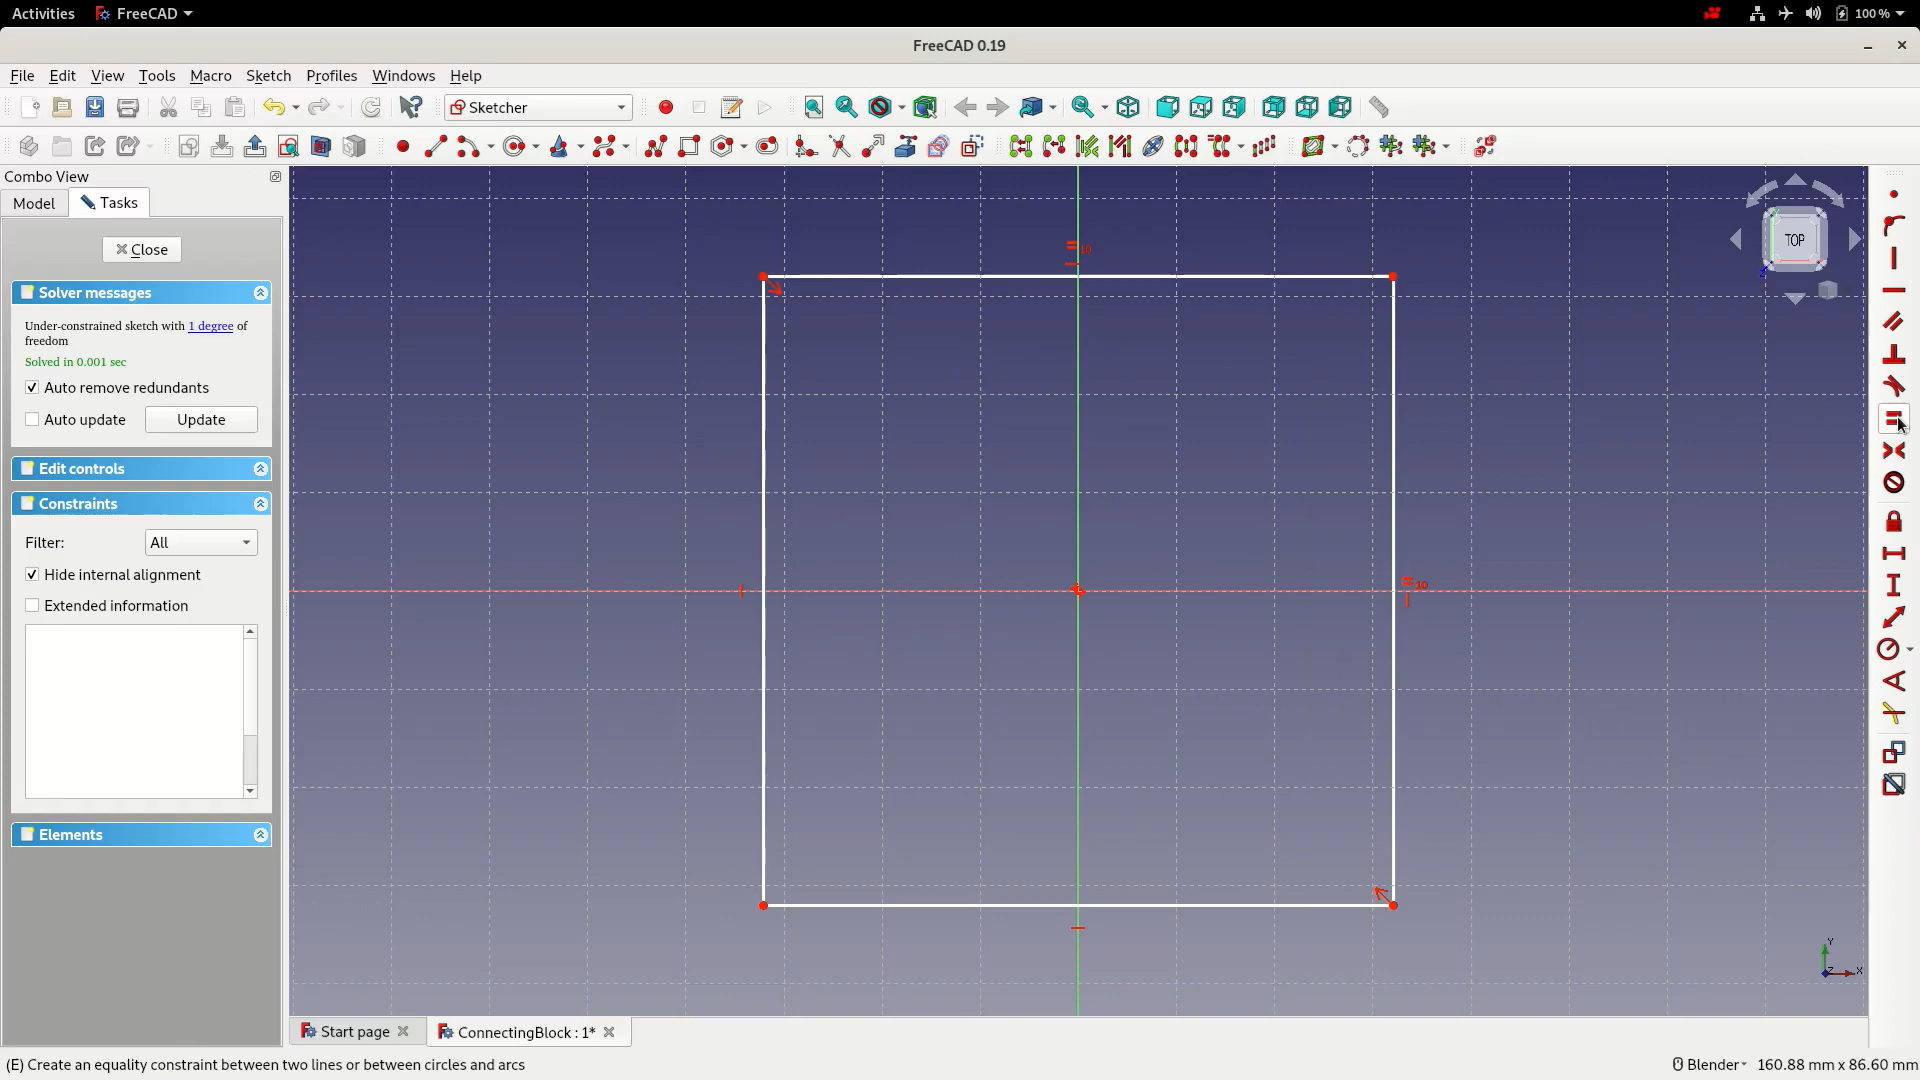 Activities
FreeCAD
100 %
FreeCAD 0.19
File Edit View Tools Macro Sketch Profiles Windows Help
Sketcher
Combo View
Model
Tasks
Close
Solver messages
Under-constrained sketch with 1 degree of
freedom
Solved in 0.001 sec
Auto remove redundants
Auto update
Update
Edit controls
Constraints
Filter:
All
Hide internal alignment
Extended information
Elements
10
10
TOP
Y
Z
X
Z
Start page
ConnectingBlock : 1*
(E) Create an equality constraint between two lines or between circles and arcs
Blender
160.88 mm x 86.60 mm